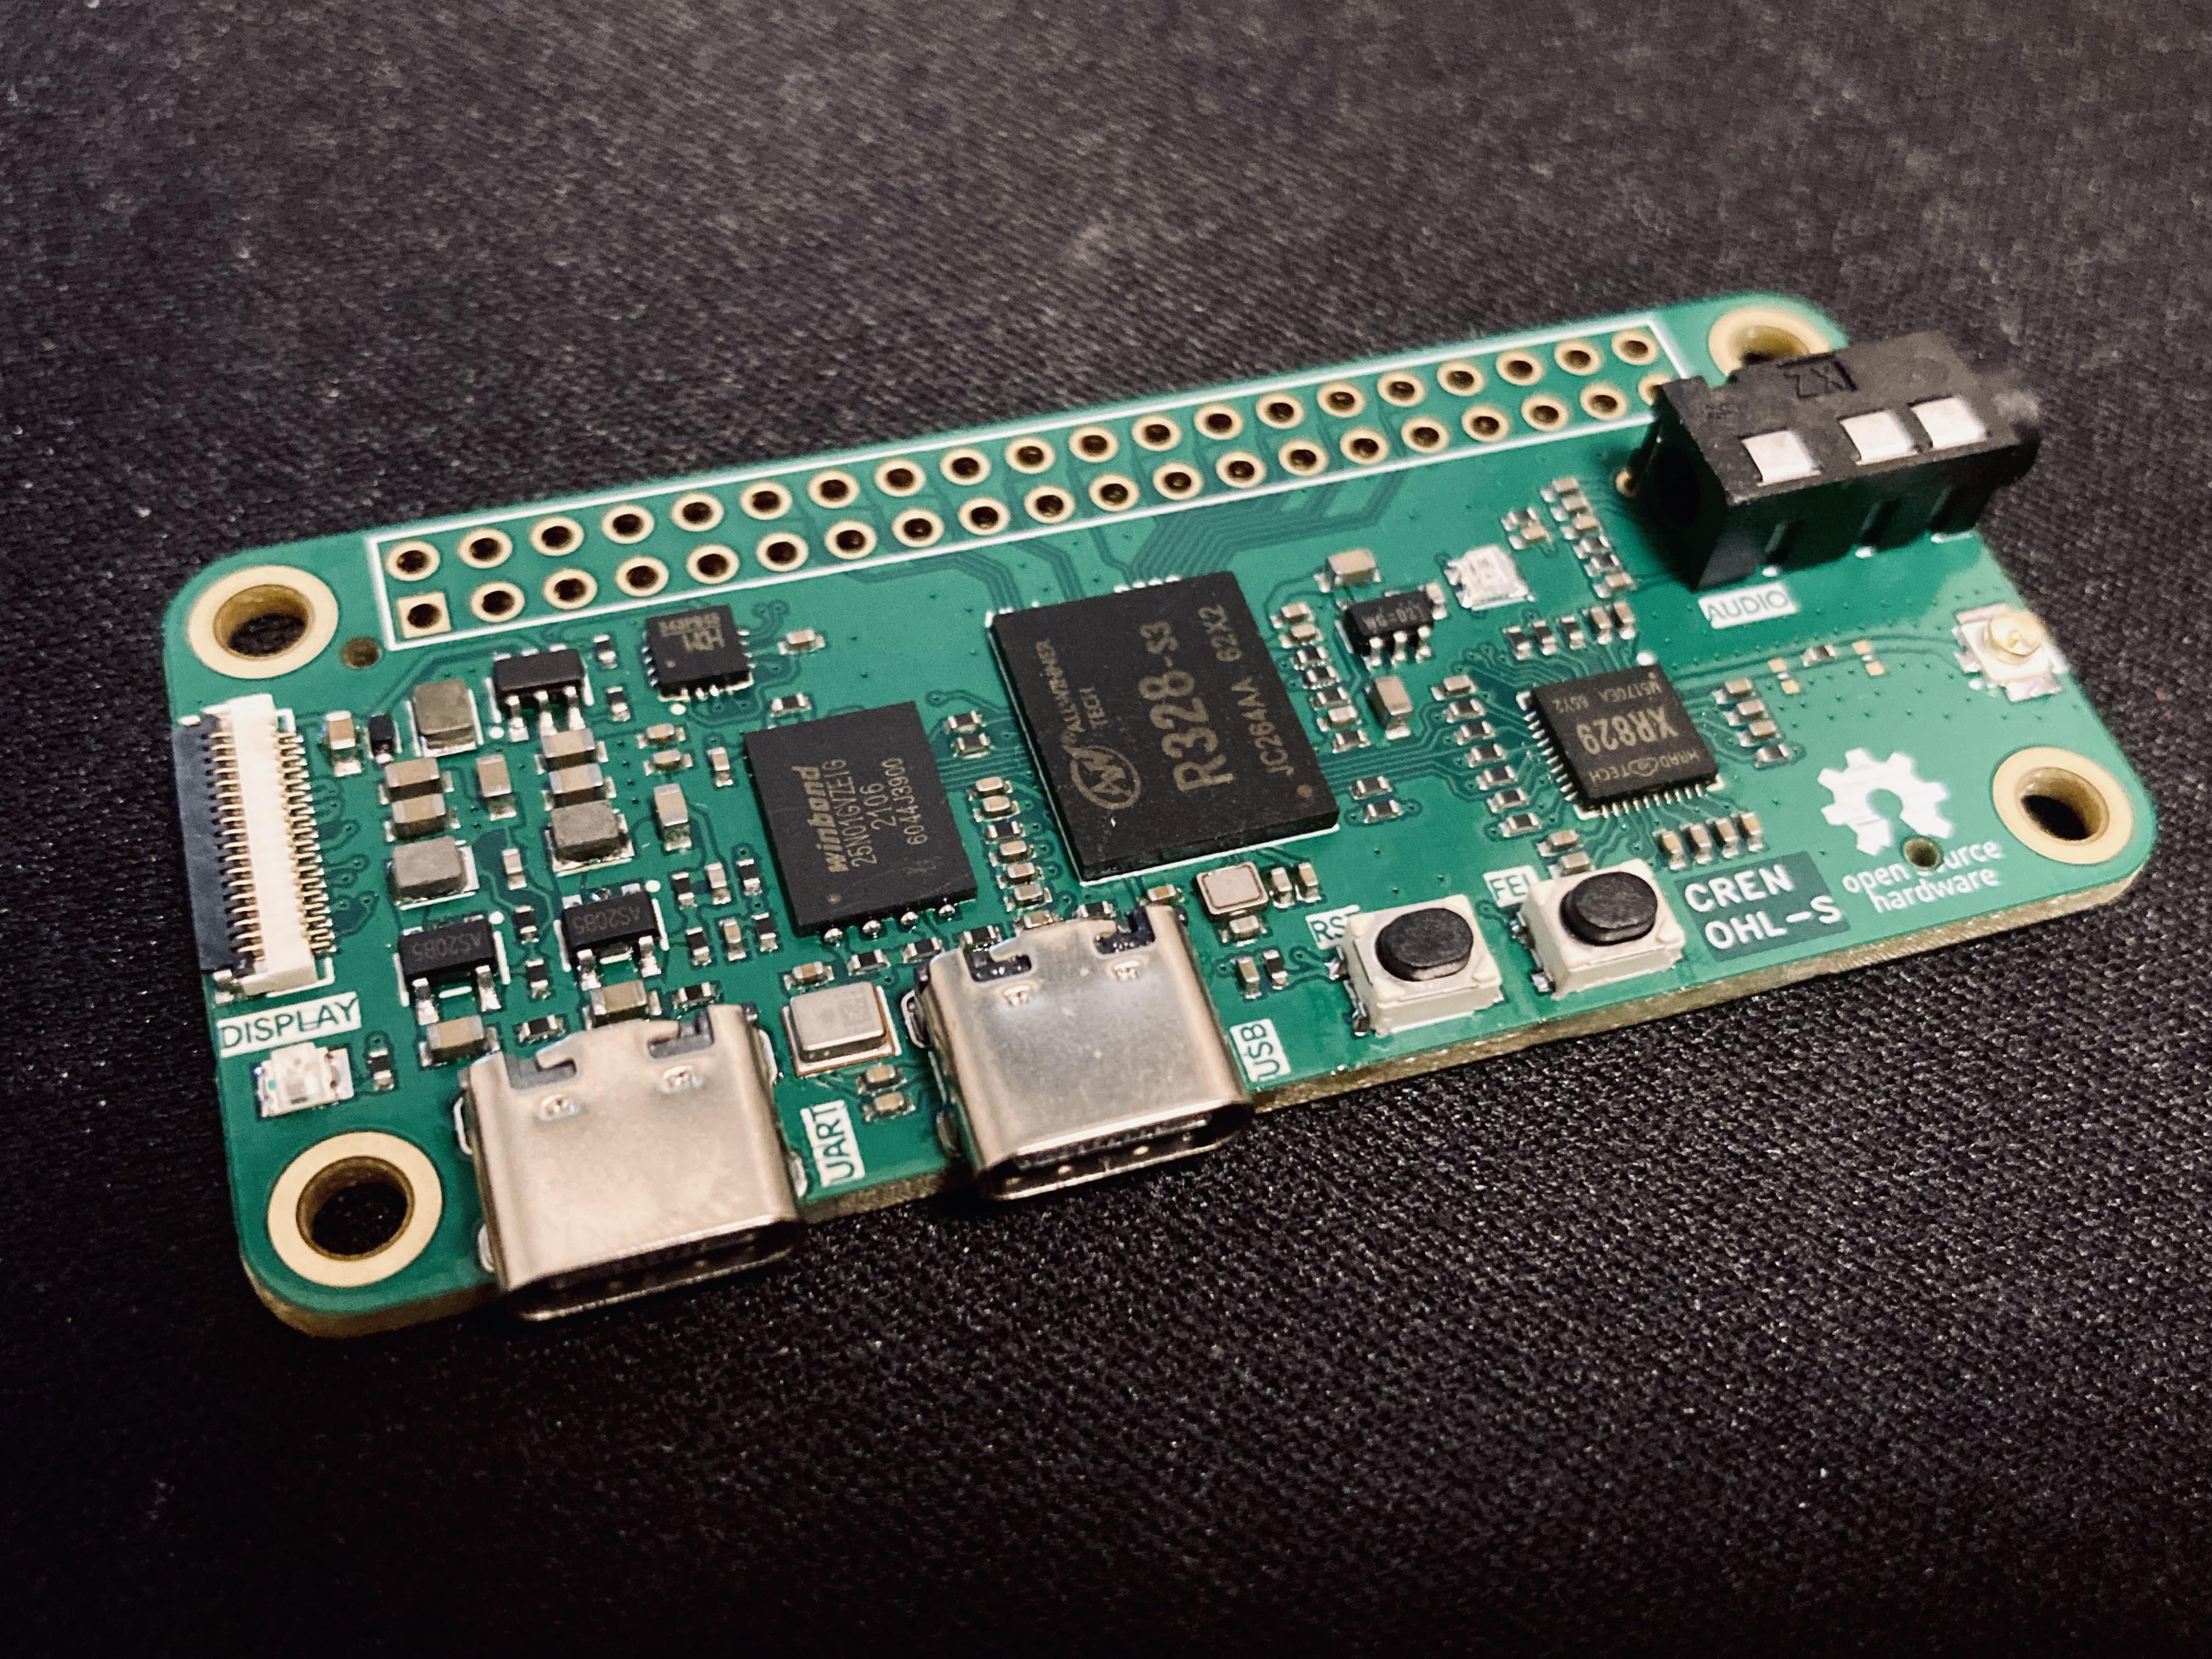 AUDIO
ALLWINNER
TECH
R328-S3
JC264AA 62X2
XR829
winbond
25N01GVZEIG
2106
6044J3900
AS2085
AS2085
DISPLAY
UART
USB
RST
FEL
CREN
OHL-S
open source
hardware